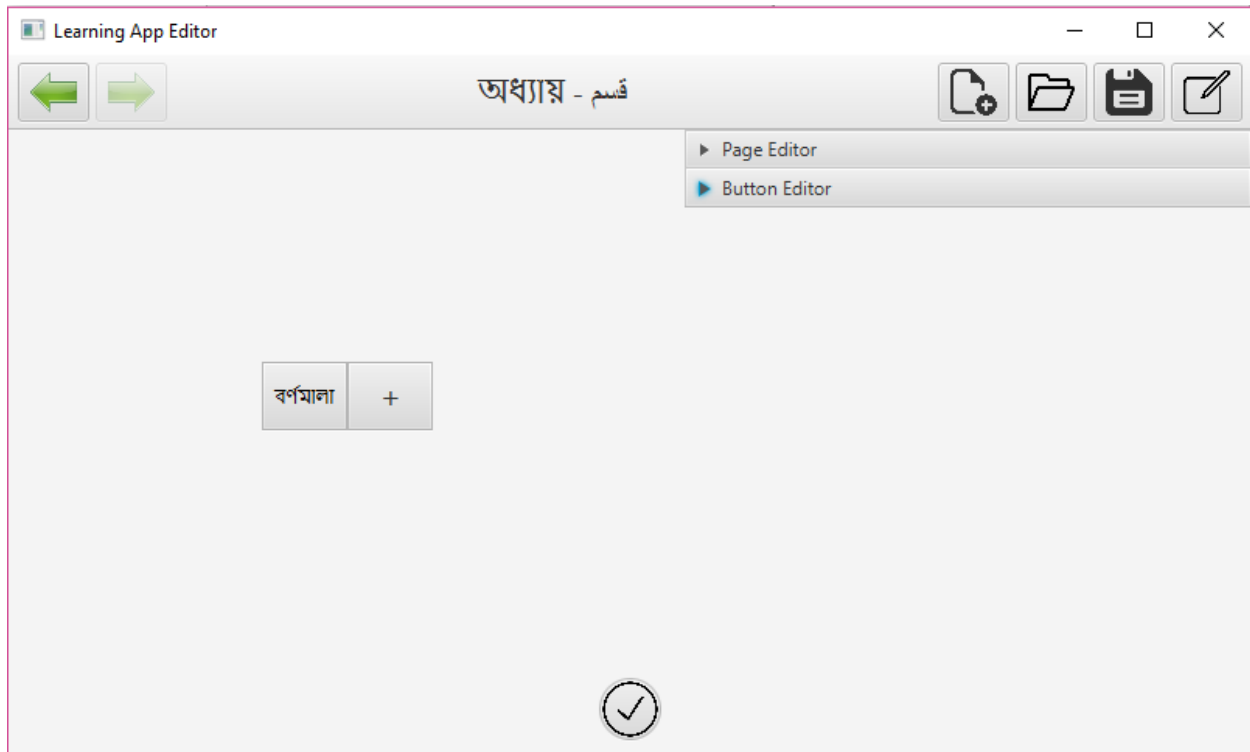 Learning App Editor
অধ্যায় - قسم
Page Editor
Button Editor
বর্ণমালা +